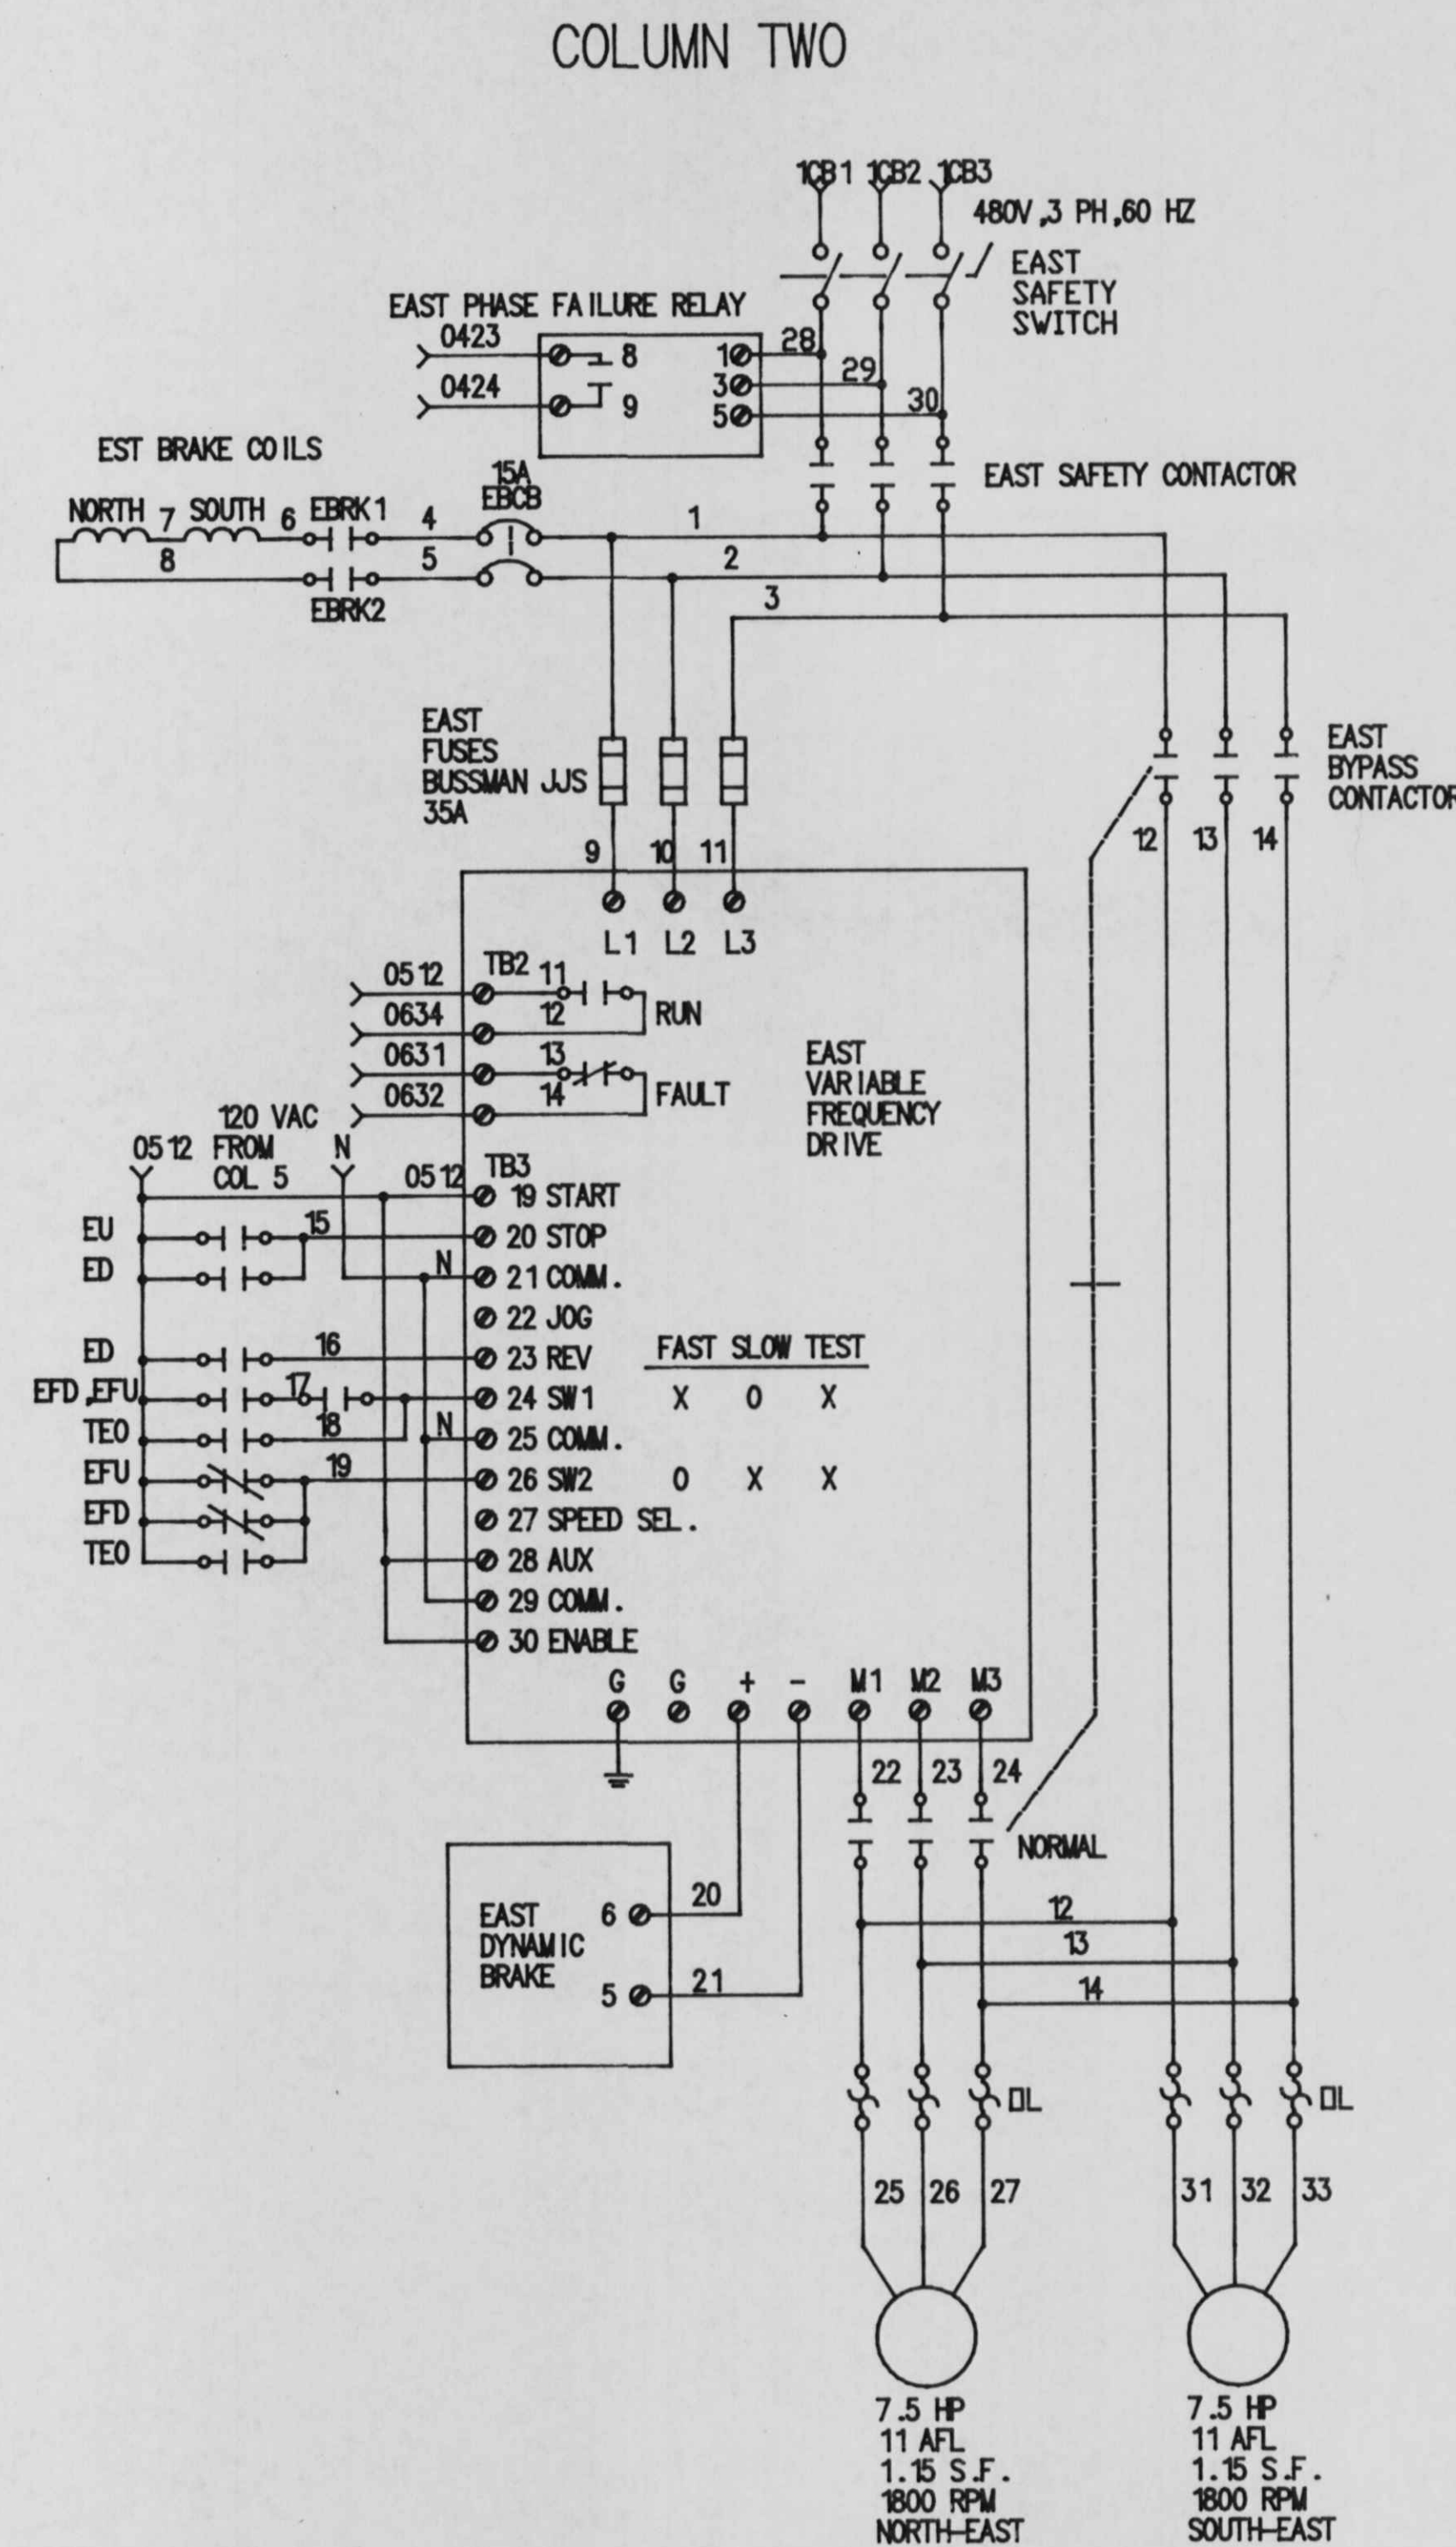 COLUMN TWO
1CB1 1CB2 1CB3
480V,3 PH,60 HZ
EAST
SAFETY
SWITCH
EAST PHASE FAILURE RELAY
0423
8
1
28
0424
9
3
29
5
30
EAST SAFETY CONTACTOR
EST BRAKE COILS
NORTH 7 SOUTH 6 EBRK1 4
15A
EBCB
1
8
5
2
EBRK2
3
EAST
FUSES
BUSSMAN JJS
35A
EAST
BYPASS
CONTACTOR
12 13 14
9 10 11
L1 L2 L3
TB2
0512 11
0634 12 RUN
0631 13
0632 14 FAULT
EAST
VARIABLE
FREQUENCY
DRIVE
120 VAC
0512 FROM N
COL 5
0512 TB3
19 START
EU 15 20 STOP
ED N 21 COMM.
22 JOG
ED 16 23 REV
FAST SLOW TEST
EFD,EFU 17 24 SW1 X O X
TEO 18 N 25 COMM.
EFU 19 26 SW2 O X X
EFD 27 SPEED SEL.
TEO 28 AUX
29 COMM.
30 ENABLE
G G + - M1 M2 M3
22 23 24
NORMAL
EAST
DYNAMIC
BRAKE
6 20
5 21
12
13
14
OL OL
25 26 27
31 32 33
7.5 HP
11 AFL
1.15 S.F.
1800 RPM
NORTH-EAST
7.5 HP
11 AFL
1.15 S.F.
1800 RPM
SOUTH-EAST